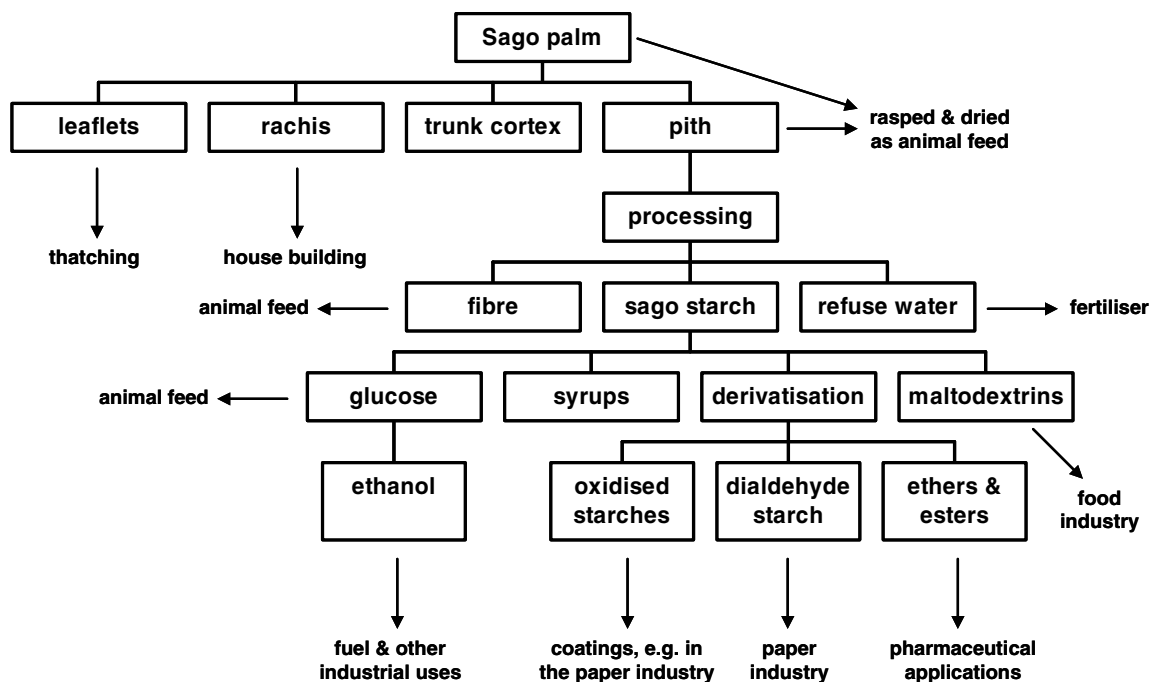 Sago palm
leaflets
rachis
trunk cortex
pith
rasped & dried
as animal feed
processing
thatching
house building
animal feed
fibre
sago starch
refuse water
fertiliser
animal feed
glucose
syrups
derivatisation
maltodextrins
ethanol
oxidised
starches
dialdehyde
starch
ethers &
esters
food
industry
fuel & other
industrial uses
coatings, e.g. in
the paper industry
paper
industry
pharmaceutical
applications